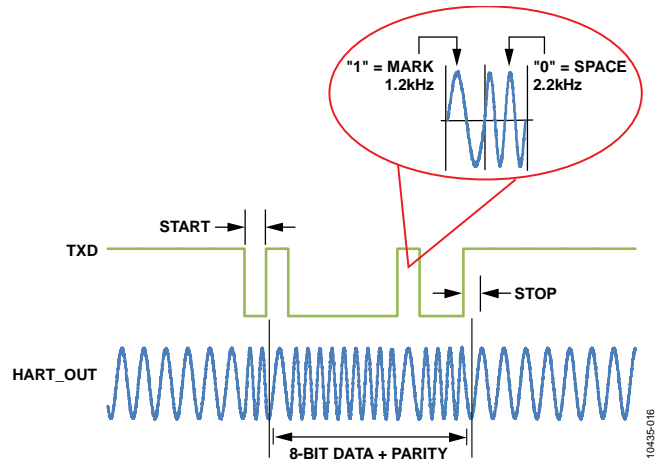 "1" = MARK
1.2kHz
"0" = SPACE
2.2kHz
START
TXD
STOP
HART_OUT
8-BIT DATA + PARITY
10435-016